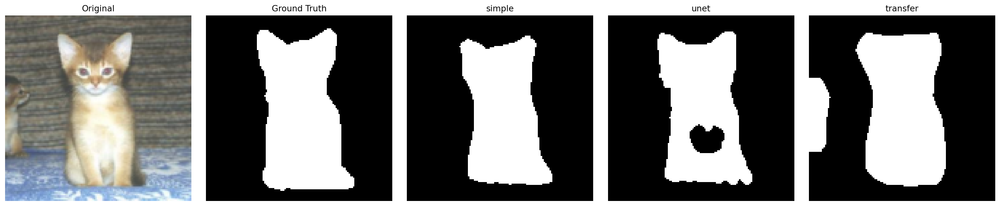 Original
Ground Truth
simple
unet
transfer